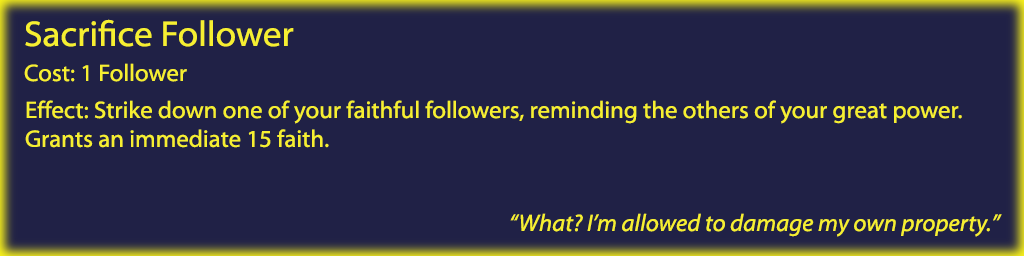 Sacrifice Follower
Cost: 1 Follower
Effect: Strike down one of your faithful followers, reminding the others of your great power.
Grants an immediate 15 faith.
“What? I’m allowed to damage my own property.”